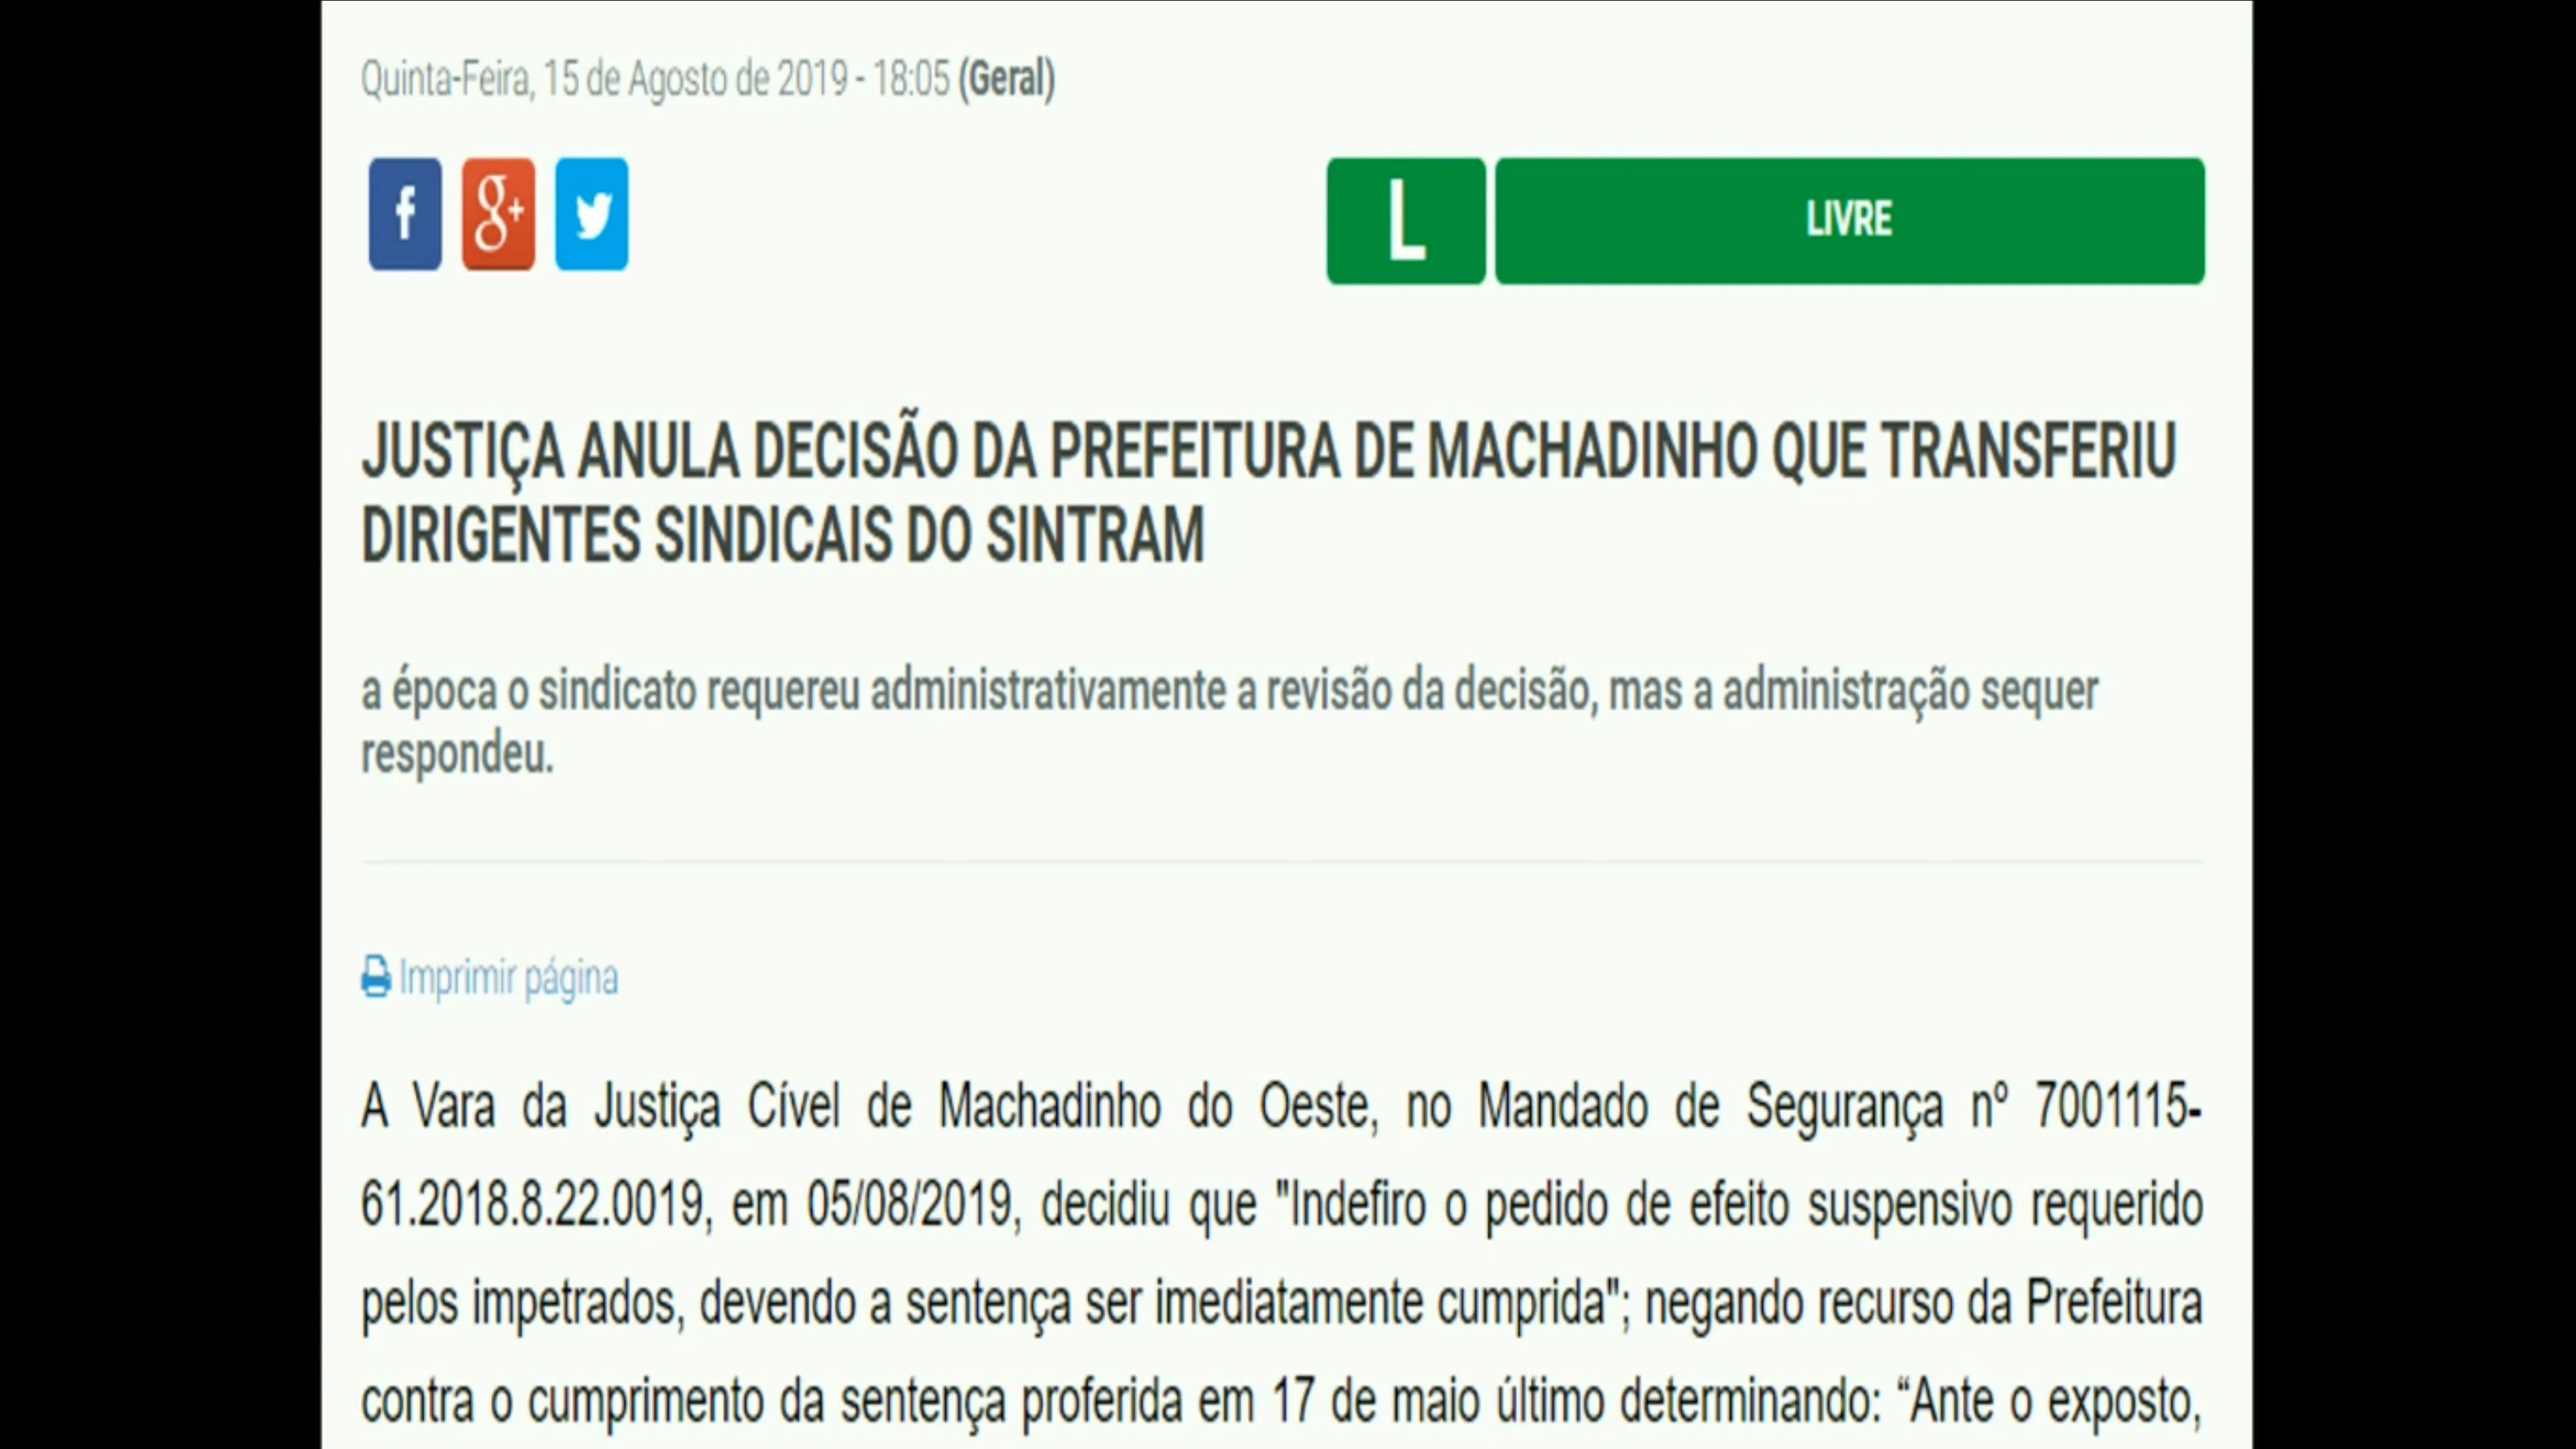 Quinta-Feira, 15 de Agosto de 2019 - 18:05 (Geral)
f g+
L LIVRE
JUSTIÇA ANULA DECISÃO DA PREFEITURA DE MACHADINHO QUE TRANSFERIU
DIRIGENTES SINDICAIS DO SINTRAM
a época o sindicato requereu administrativamente a revisão da decisão, mas a administração sequer
respondeu.
Imprimir página
A Vara da Justiça Cível de Machadinho do Oeste, no Mandado de Segurança nº 7001115-
61.2018.8.22.0019, em 05/08/2019, decidiu que "Indefiro o pedido de efeito suspensivo requerido
pelos impetrados, devendo a sentença ser imediatamente cumprida"; negando recurso da Prefeitura
contra o cumprimento da sentença proferida em 17 de maio último determinando: “Ante o exposto,